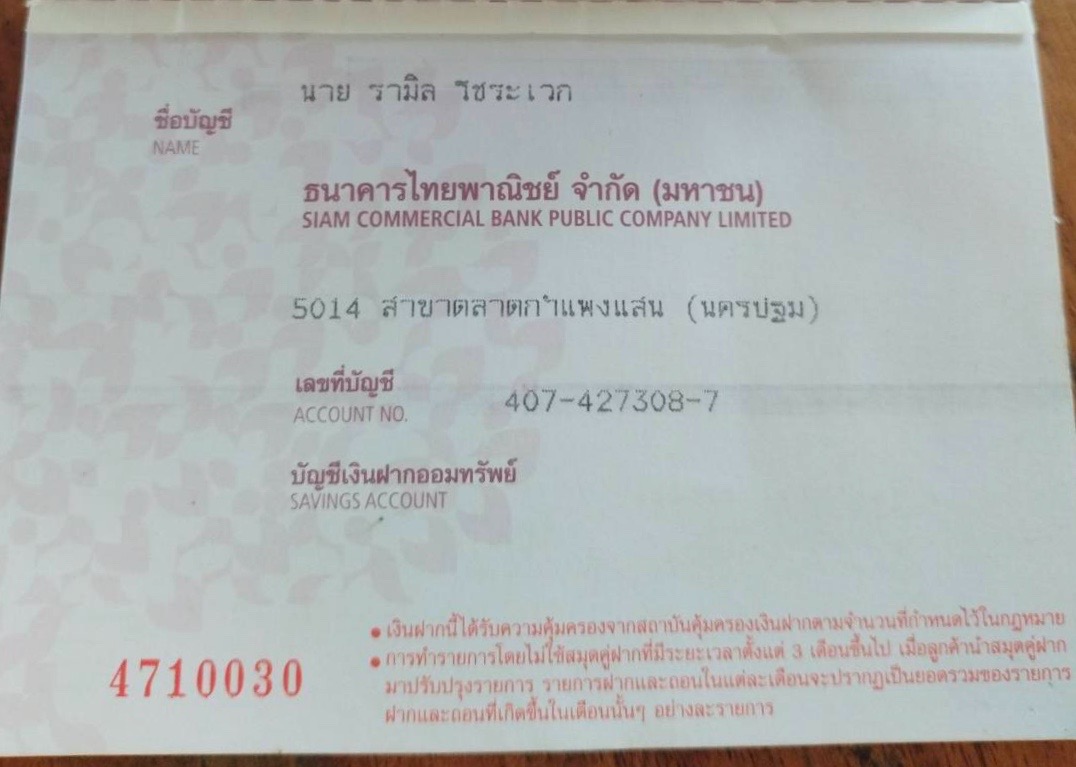 นาย รามิล วัชระเวก
ชื่อบัญชี
NAME
ธนาคารไทยพาณิชย์ จำกัด (มหาชน)
SIAM COMMERCIAL BANK PUBLIC COMPANY LIMITED
5014 สาขาตลาดกำแพงแสน (นครปฐม)
เลขที่บัญชี
ACCOUNT NO. 407-427308-7
บัญชีเงินฝากออมทรัพย์
SAVINGS ACCOUNT
• เงินฝากนี้ได้รับความคุ้มครองจากสถาบันคุ้มครองเงินฝากตามจำนวนที่กำหนดไว้ในกฎหมาย
• การทำรายการโดยไม่ใช้สมุดคู่ฝากที่มีระยะเวลาตั้งแต่ 3 เดือนขึ้นไป เมื่อลูกค้านำสมุดคู่ฝาก
มาปรับปรุงรายการ รายการฝากและถอนในแต่ละเดือนจะปรากฏเป็นยอดรวมของรายการ
ฝากและถอนที่เกิดขึ้นในเดือนนั้นๆ อย่างละรายการ
4710030